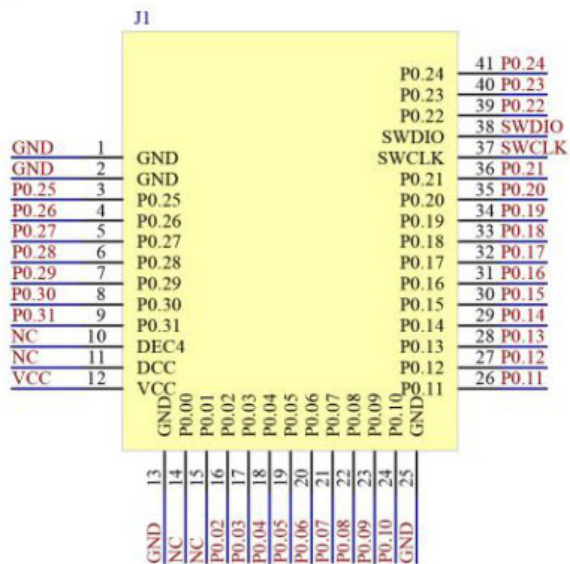 J1
P0.24 41 P0.24
P0.23 40 P0.23
P0.22 39 P0.22
SWDIO 38 SWDIO
GND 1 GND SWCLK 37 SWCLK
GND 2 GND P0.21 36 P0.21
P0.25 3 P0.25 P0.20 35 P0.20
P0.26 4 P0.26 P0.19 34 P0.19
P0.27 5 P0.27 P0.18 33 P0.18
P0.28 6 P0.28 P0.17 32 P0.17
P0.29 7 P0.29 P0.16 31 P0.16
P0.30 8 P0.30 P0.15 30 P0.15
P0.31 9 P0.31 P0.14 29 P0.14
NC 10 DEC4 P0.13 28 P0.13
NC 11 DCC P0.12 27 P0.12
VCC 12 VCC P0.11 26 P0.11
GND P0.00 P0.01 P0.02 P0.03 P0.04 P0.05 P0.06 P0.07 P0.08 P0.09 P0.10 GND
13 14 15 16 17 18 19 20 21 22 23 24 25
GND NC NC P0.02 P0.03 P0.04 P0.05 P0.06 P0.07 P0.08 P0.09 P0.10 GND